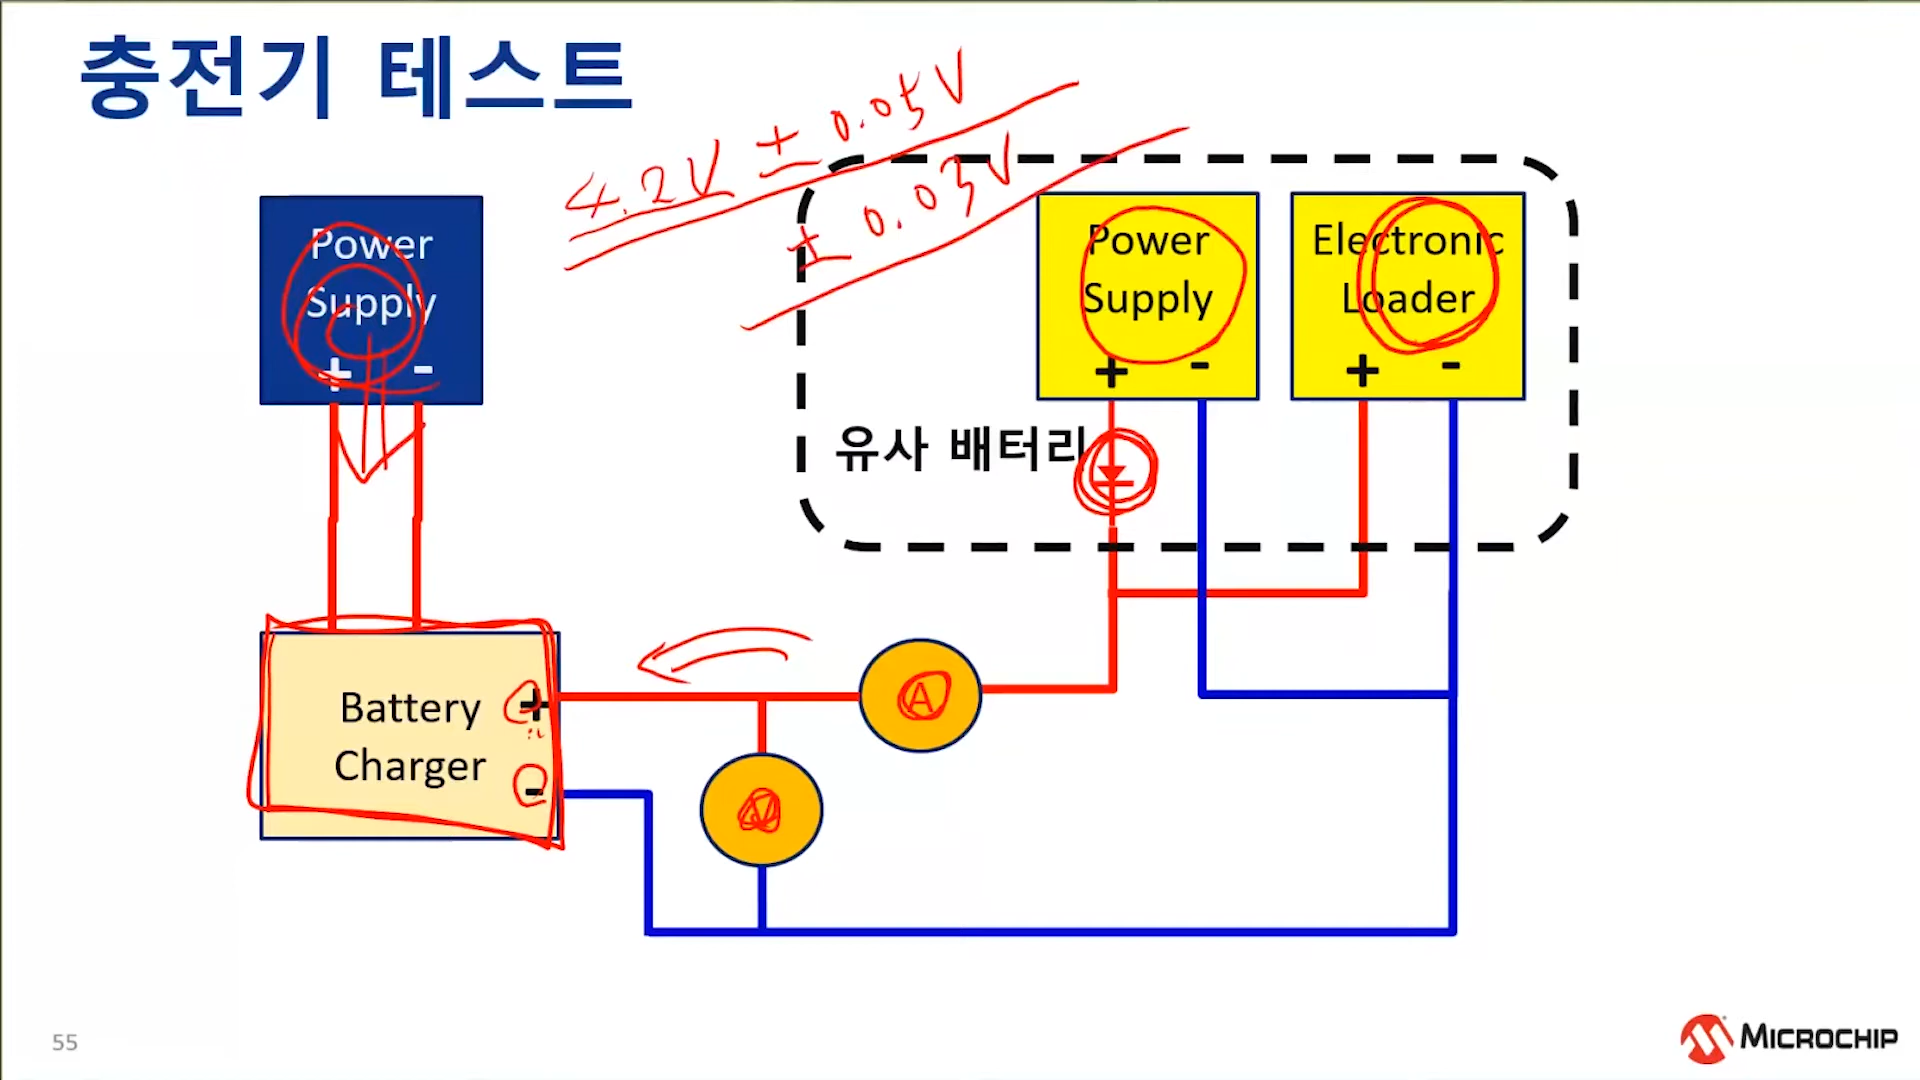 충전기 테스트
4.2V ± 0.05V
± 0.03V
Power
Supply
+ -
Power
Supply
+ -
Electronic
Loader
+ -
유사 배터리
Battery
Charger
+
-
A
V
55
MICROCHIP